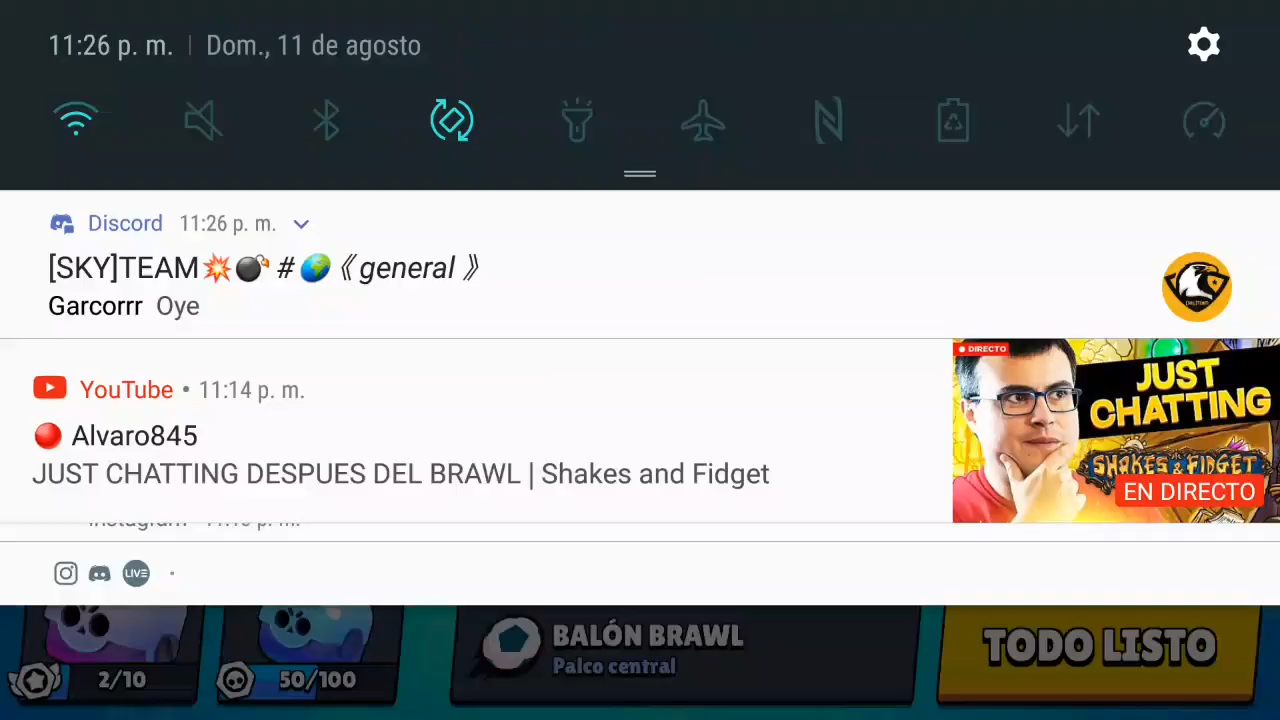 11:26 p. m. | Dom., 11 de agosto
Discord 11:26 p. m.
[SKY]TEAM💥💣 #🌍《general 》
Garcorrr Oye
YouTube • 11:14 p. m.
🔴 Alvaro845
JUST CHATTING DESPUES DEL BRAWL | Shakes and Fidget
DIRECTO
JUST
CHATTING
SHAKES & FIDGET
EN DIRECTO
LIVE
2/10
50/100
BALÓN BRAWL
Palco central
TODO LISTO